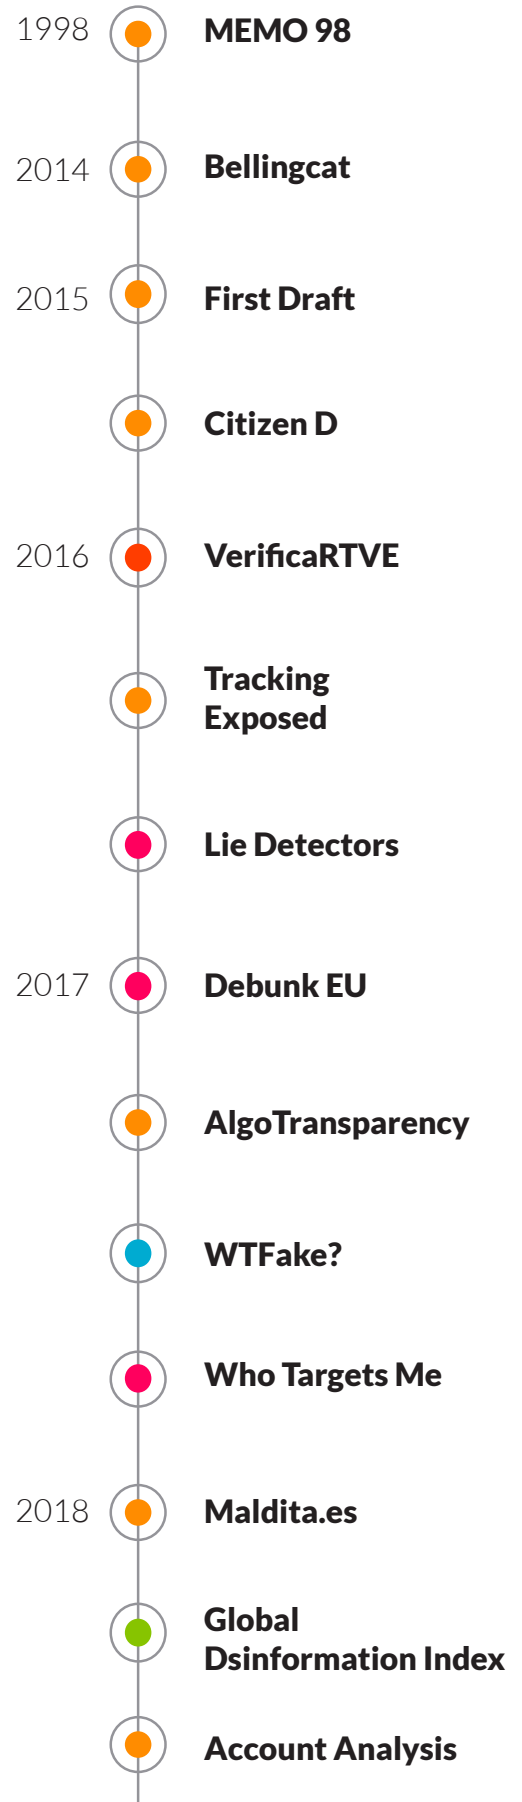 1998 MEMO 98
2014 Bellingcat
2015 First Draft
Citizen D
2016 VerificaRTVE
Tracking
Exposed
Lie Detectors
2017 Debunk EU
AlgoTransparency
WTFake?
Who Targets Me
2018 Maldita.es
Global
Dsinformation Index
Account Analysis